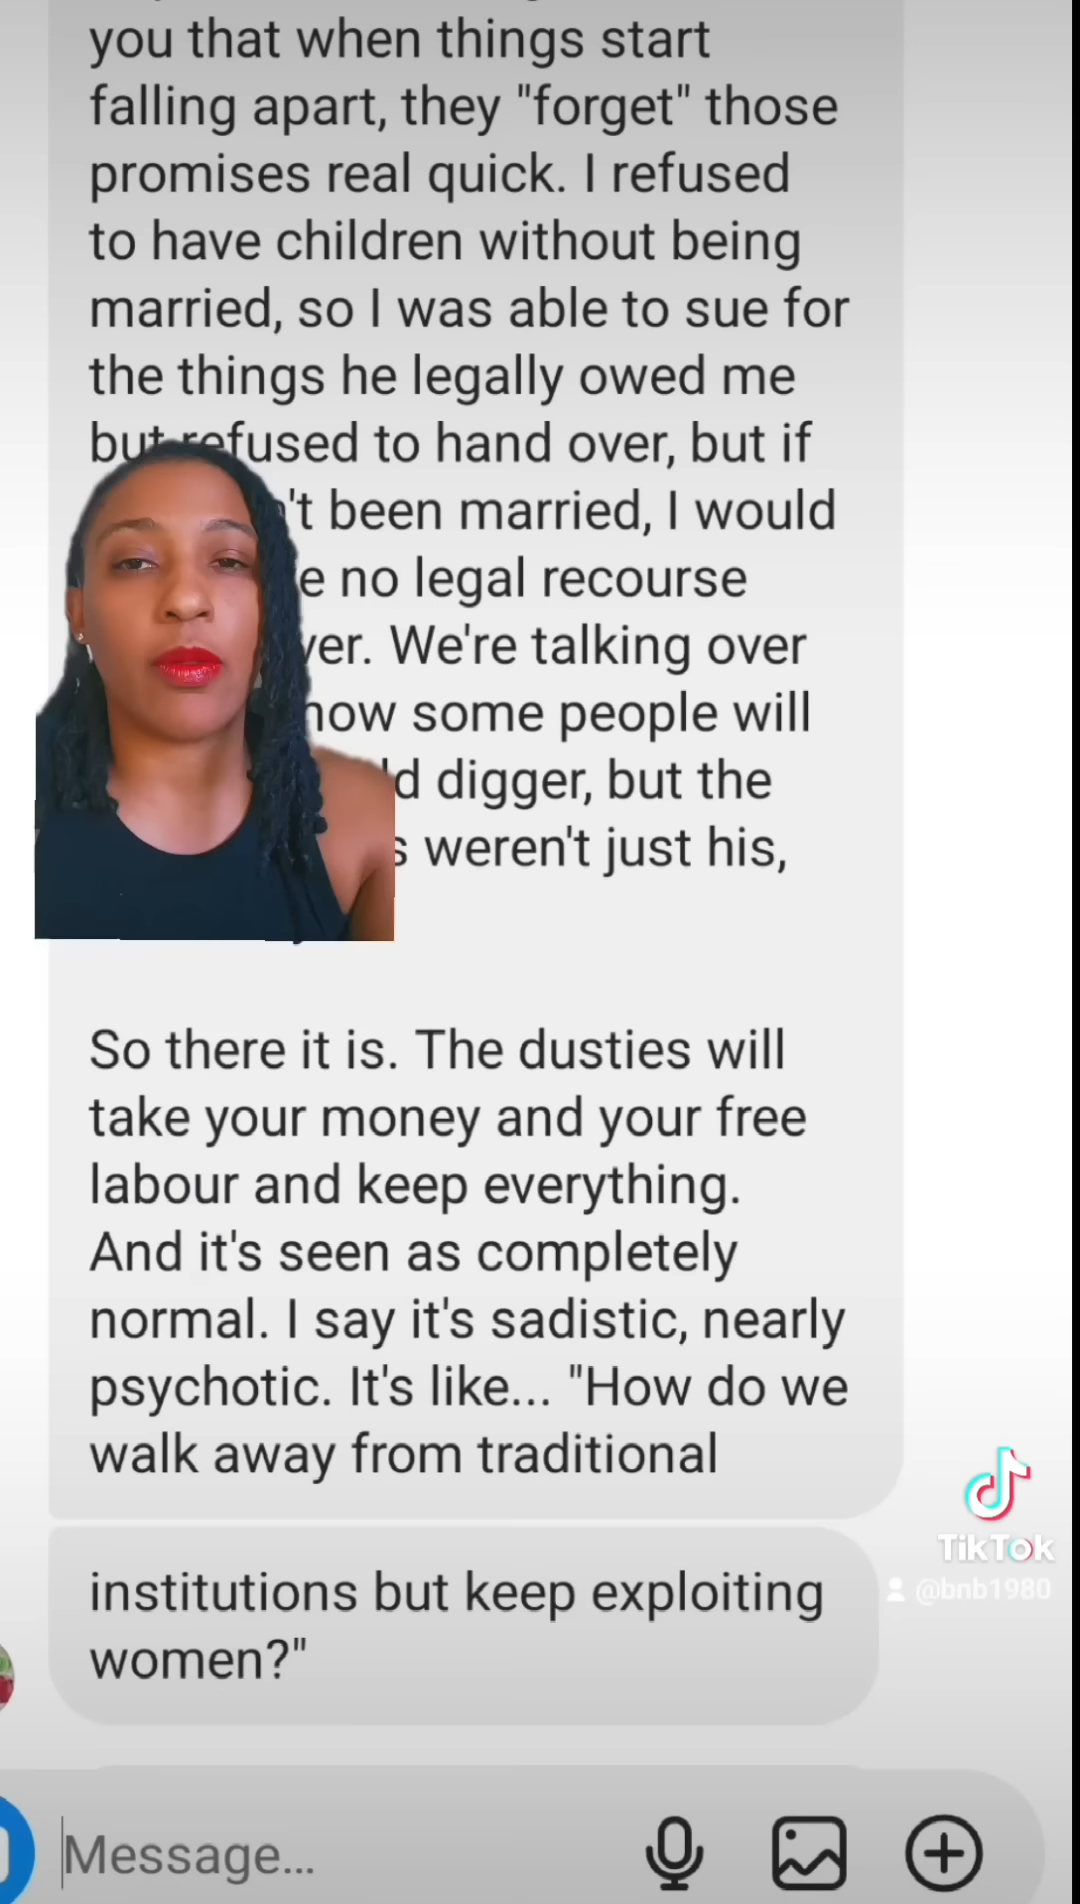 you that when things start
falling apart, they "forget" those
promises real quick. I refused
to have children without being
married, so I was able to sue for
the things he legally owed me
but refused to hand over, but if
't been married, I would
e no legal recourse
ver. We're talking over
now some people will
d digger, but the
s weren't just his,
So there it is. The dusties will
take your money and your free
labour and keep everything.
And it's seen as completely
normal. I say it's sadistic, nearly
psychotic. It's like... "How do we
walk away from traditional
institutions but keep exploiting
women?"
TikTok
@bnb1980
Message...